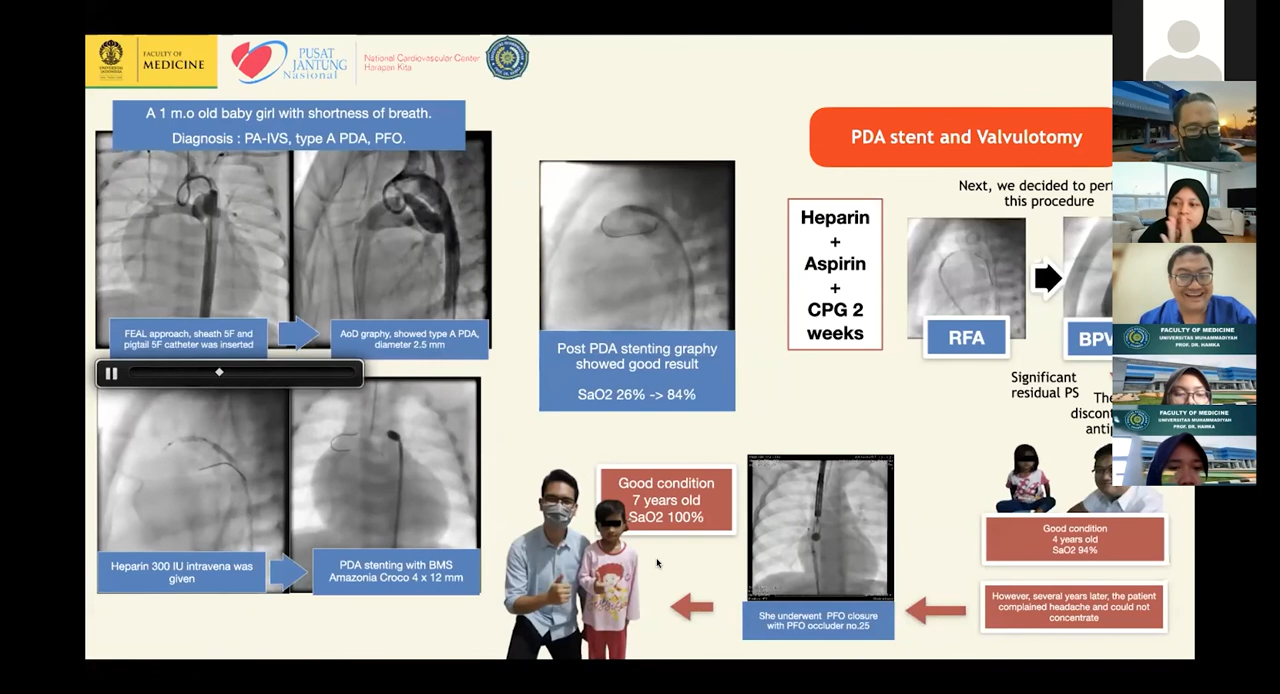 UNIVERSITAS
INDONESIA
FACULTY OF
MEDICINE
PUSAT
JANTUNG
Nasional
National Cardiovascular Center
Harapan Kita
A 1 m.o old baby girl with shortness of breath.
Diagnosis : PA-IVS, type A PDA, PFO.
FEAL approach, sheath 5F and
pigtail 5F catheter was inserted
AoD graphy, showed type A PDA,
diameter 2.5 mm
Heparin 300 IU intravena was
given
PDA stenting with BMS
Amazonia Croco 4 x 12 mm
Post PDA stenting graphy
showed good result
SaO2 26% -> 84%
PDA stent and Valvulotomy
Next, we decided to per
this procedure
Heparin
+
Aspirin
+
CPG 2
weeks
RFA
BPV
Significant
residual PS
The
discont
antip
Good condition
4 years old
SaO2 94%
However, several years later, the patient
complained headache and could not
concentrate
She underwent PFO closure
with PFO occluder no.25
Good condition
7 years old
SaO2 100%
FACULTY OF MEDICINE
UNIVERSITAS MUHAMMADIYAH
PROF. DR. HAMKA
FACULTY OF MEDICINE
UNIVERSITAS MUHAMMADIYAH
PROF. DR. HAMKA